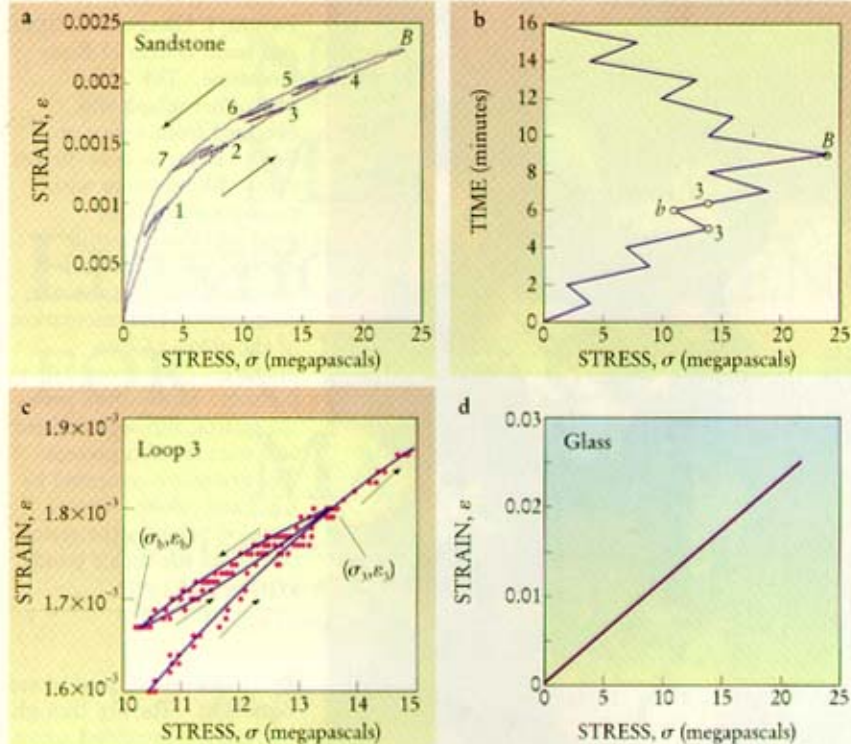 a
Sandstone
STRAIN, ε
0.0025
0.002
0.0015
0.001
0.005
0
B
5
4
6
3
7
2
1
0 5 10 15 20 25
STRESS, σ (megapascals)
b
TIME (minutes)
16
14
12
10
8
6
4
2
0
B
3
b
3
0 5 10 15 20 25
STRESS, σ (megapascals)
c
Loop 3
STRAIN, ε
1.9×10⁻³
1.8×10⁻³
1.7×10⁻³
1.6×10⁻³
(σb,εb)
(σ3,ε3)
10 11 12 13 14 15
STRESS, σ (megapascals)
d
Glass
STRAIN, ε
0.03
0.02
0.01
0
0 5 10 15 20 25
STRESS, σ (megapascals)